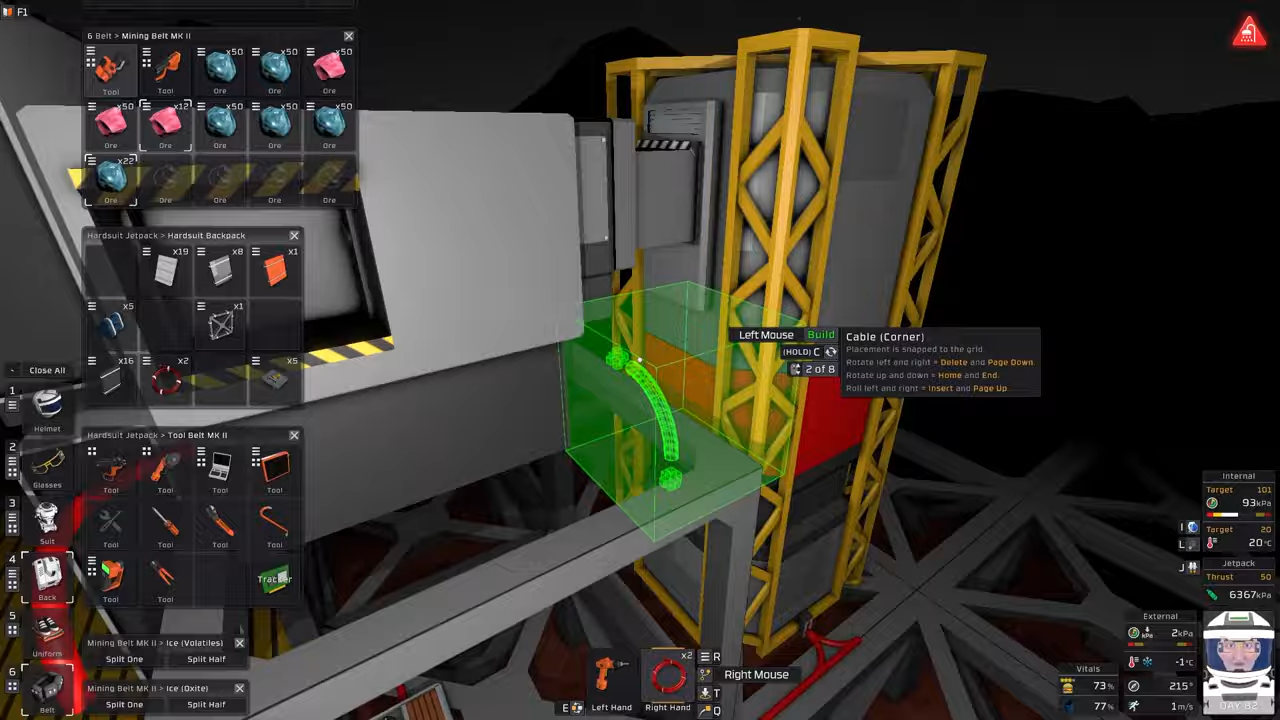 F1
6 Belt > Mining Belt MK II
x50
x50
x50
Tool
Tool
Ore
Ore
Ore
x50
x12
x50
x50
x50
Ore
Ore
Ore
Ore
Ore
x22
Ore
Ore
Ore
Ore
Ore
Hardsuit Jetpack > Hardsuit Backpack
x19
x8
x1
x5
x1
x16
x2
x5
Close All
1
Helmet
2
Glasses
3
Suit
4
Back
5
Uniform
6
Belt
Hardsuit Jetpack > Tool Belt MK II
Tool
Tool
Tool
Tool
Tool
Tool
Tool
Tool
Tool
Tool
Tracker
Mining Belt MK II > Ice (Volatiles)
Split One
Split Half
Mining Belt MK II > Ice (Oxite)
Split One
Split Half
Left Mouse
Build
(HOLD) C
2 of 8
Cable (Corner)
Placement is snapped to the grid
Rotate left and right = Delete and Page Down
Rotate up and down = Home and End.
Roll left and right = Insert and Page Up
E
Left Hand
x2
Right Hand
R
Right Mouse
T
Q
Internal
Target 101
93kPa
Target 20
20°C
Jetpack
Thrust 50
6367kPa
I
L
J
External
2kPa
-1°C
215°
1m/s
Vitals
73%
77%
DAY 82